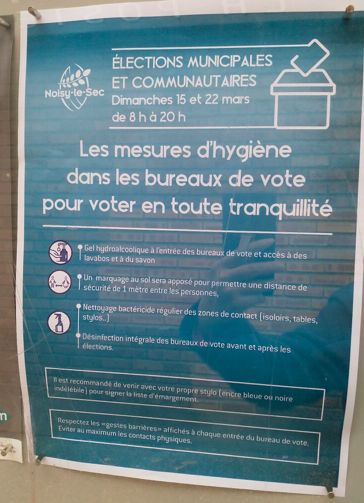 Noisy-le-Sec
ÉLECTIONS MUNICIPALES
ET COMMUNAUTAIRES
Dimanches 15 et 22 mars
de 8 h à 20 h
Les mesures d'hygiène
dans les bureaux de vote
pour voter en toute tranquillité
Gel hydroalcoolique à l'entrée des bureaux de vote et accès à des
lavabos et à du savon
Un marquage au sol sera apposé pour permettre une distance de
sécurité de 1 mètre entre les personnes,
Nettoyage bactéricide régulier des zones de contact (isoloirs, tables,
stylos…)
Désinfection intégrale des bureaux de vote avant et après les
élections.
Il est recommandé de venir avec votre propre stylo (encre bleue ou noire
indélébile) pour signer la liste d'émargement.
Respectez les «gestes barrières» affichés à chaque entrée du bureau de vote.
Eviter au maximum les contacts physiques.